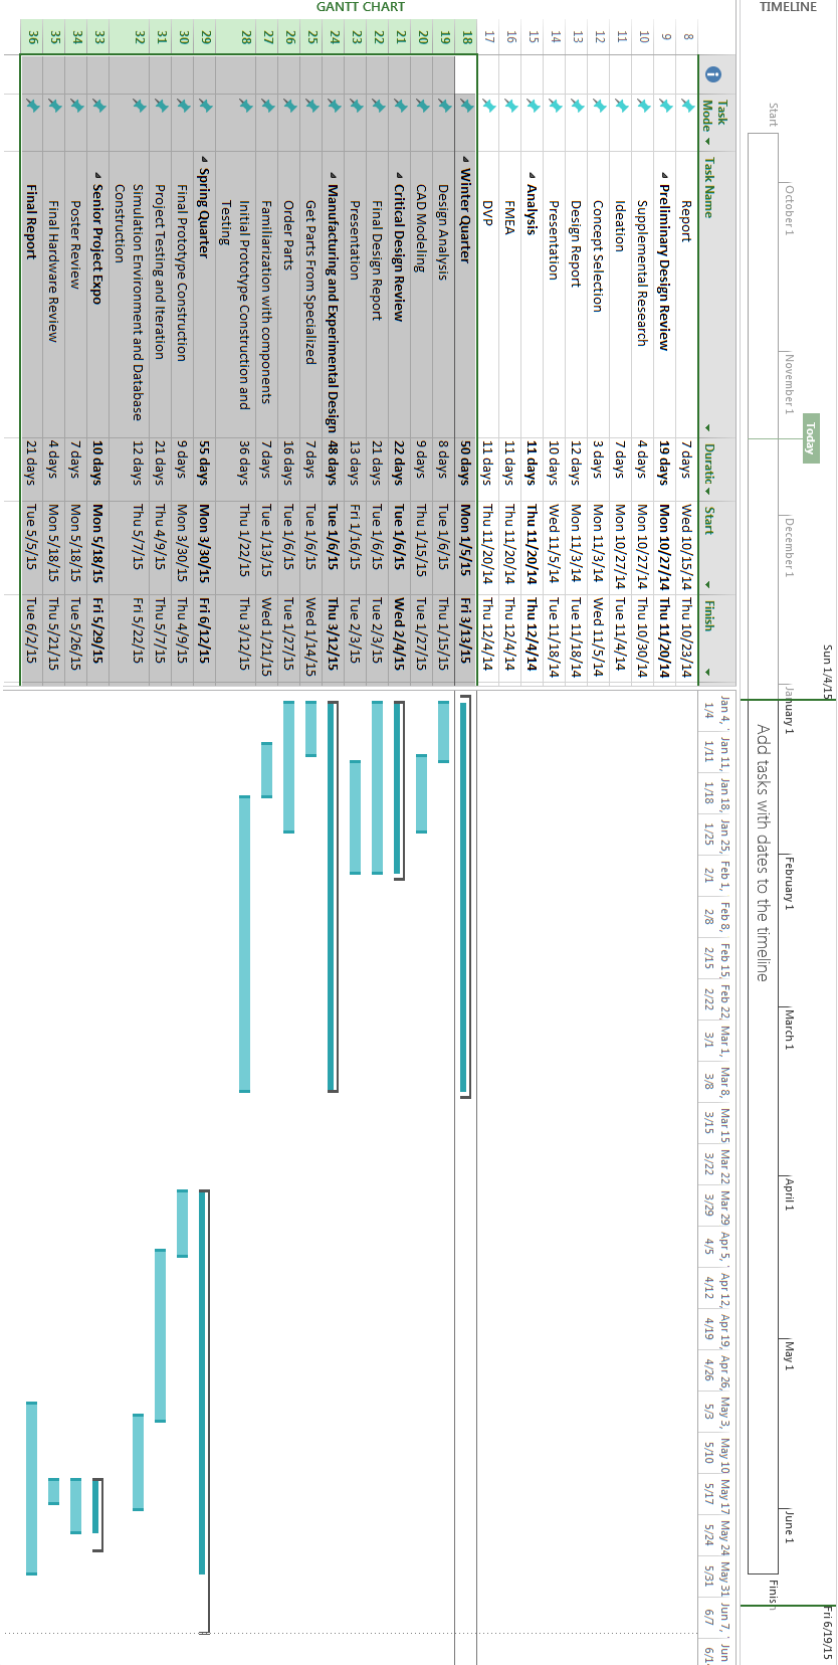 TIMELINE
Today
Sun 1/4/15
Fri 6/19/15
October 1
November 1
December 1
January 1
February 1
March 1
April 1
May 1
June 1
Start
Add tasks with dates to the timeline
Finish
GANTT CHART
Task Mode Task Name Duratic Start Finish
Jan 4, Jan 11, Jan 18, Jan 25, Feb 1, Feb 8, Feb 15, Feb 22, Mar 1, Mar 8, Mar 15 Mar 22 Mar 29 Apr 5, Apr 12, Apr 19, Apr 26, May 3, May 10 May 17 May 24 May 31 Jun 7, Jun
1/4 1/11 1/18 1/25 2/1 2/8 2/15 2/22 3/1 3/8 3/15 3/22 3/29 4/5 4/12 4/19 4/26 5/3 5/10 5/17 5/24 5/31 6/7 6/1
8 Report 7 days Wed 10/15/14 Thu 10/23/14
9 Preliminary Design Review 19 days Mon 10/27/14 Thu 11/20/14
10 Supplemental Research 4 days Mon 10/27/14 Thu 10/30/14
11 Ideation 7 days Mon 10/27/14 Tue 11/4/14
12 Concept Selection 3 days Mon 11/3/14 Wed 11/5/14
13 Design Report 12 days Mon 11/3/14 Tue 11/18/14
14 Presentation 10 days Wed 11/5/14 Tue 11/18/14
15 Analysis 11 days Thu 11/20/14 Thu 12/4/14
16 FMEA 11 days Thu 11/20/14 Thu 12/4/14
17 DVP 11 days Thu 11/20/14 Thu 12/4/14
18 Winter Quarter 50 days Mon 1/5/15 Fri 3/13/15
19 Design Analysis 8 days Tue 1/6/15 Thu 1/15/15
20 CAD Modeling 9 days Thu 1/15/15 Tue 1/27/15
21 Critical Design Review 22 days Tue 1/6/15 Wed 2/4/15
22 Final Design Report 21 days Tue 1/6/15 Tue 2/3/15
23 Presentation 13 days Fri 1/16/15 Tue 2/3/15
24 Manufacturing and Experimental Design 48 days Tue 1/6/15 Thu 3/12/15
25 Get Parts From Specialized 7 days Tue 1/6/15 Wed 1/14/15
26 Order Parts 16 days Tue 1/6/15 Tue 1/27/15
27 Familiarization with components 7 days Tue 1/13/15 Wed 1/21/15
28 Initial Prototype Construction and 36 days Thu 1/22/15 Thu 3/12/15
Testing
29 Spring Quarter 55 days Mon 3/30/15 Fri 6/12/15
30 Final Prototype Construction 9 days Mon 3/30/15 Thu 4/9/15
31 Project Testing and Iteration 21 days Thu 4/9/15 Thu 5/7/15
32 Simulation Environment and Database 12 days Thu 5/7/15 Fri 5/22/15
Construction
33 Senior Project Expo 10 days Mon 5/18/15 Fri 5/29/15
34 Poster Review 7 days Mon 5/18/15 Tue 5/26/15
35 Final Hardware Review 4 days Mon 5/18/15 Thu 5/21/15
36 Final Report 21 days Tue 5/5/15 Tue 6/2/15